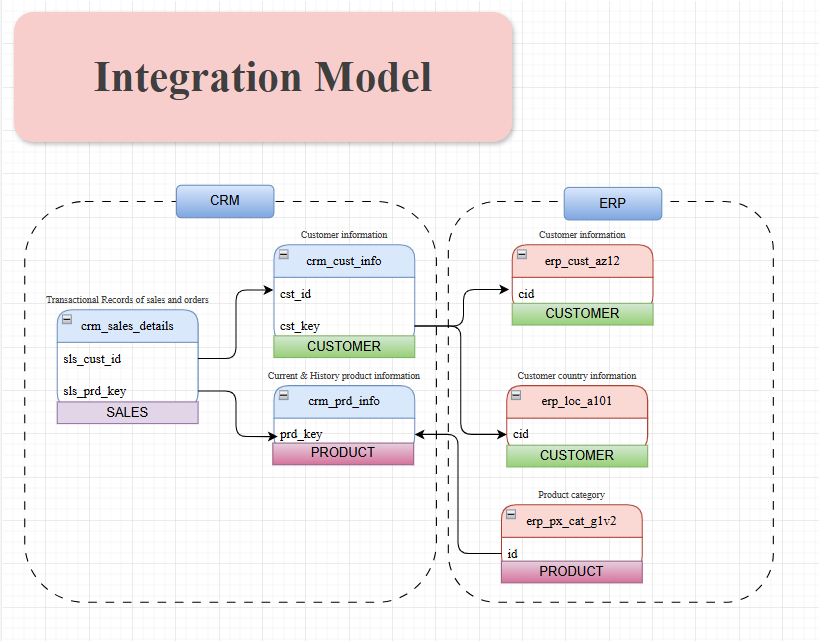 Integration Model
CRM
ERP
Customer information
crm_cust_info
cst_id
cst_key
CUSTOMER
Transactional Records of sales and orders
crm_sales_details
sls_cust_id
sls_prd_key
SALES
Current & History product information
crm_prd_info
prd_key
PRODUCT
Customer information
erp_cust_az12
cid
CUSTOMER
Customer country information
erp_loc_a101
cid
CUSTOMER
Product category
erp_px_cat_g1v2
id
PRODUCT